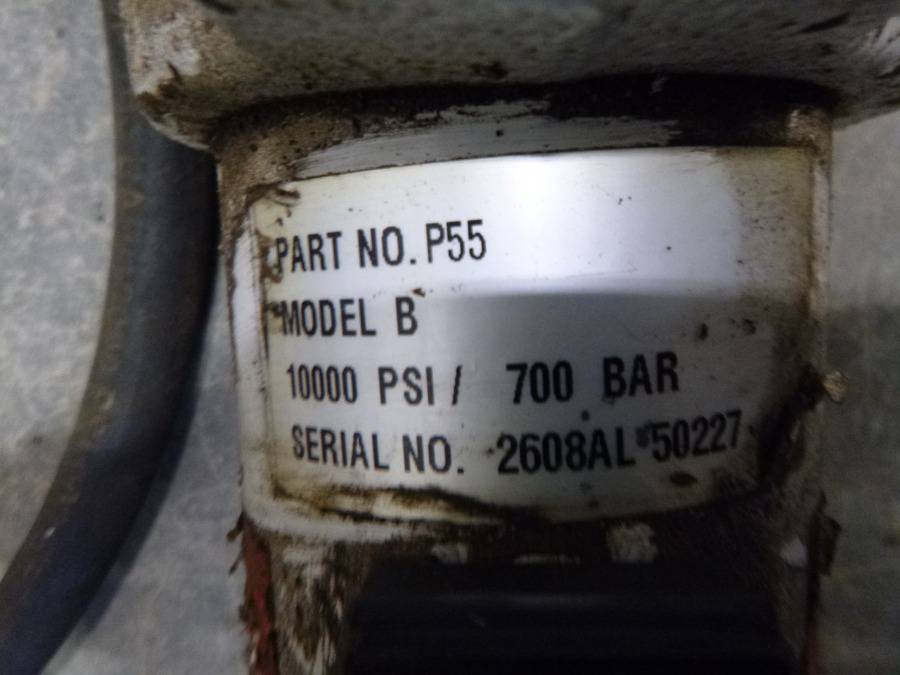 PART NO. P55
MODEL B
10000 PSI / 700 BAR
SERIAL NO. 2608AL 50227